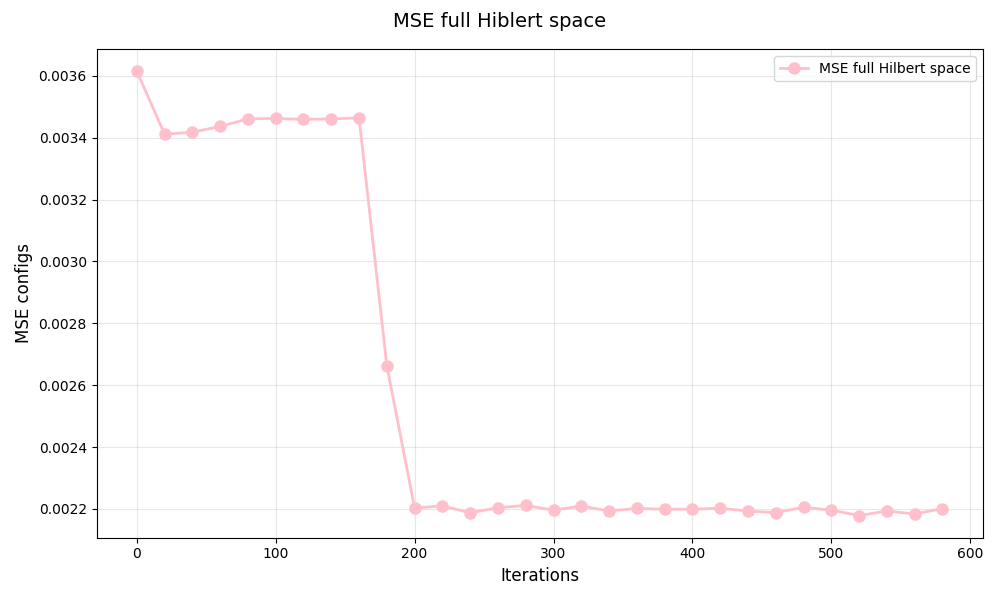 MSE full Hiblert space
MSE full Hilbert space
MSE configs
0.0036
0.0034
0.0032
0.0030
0.0028
0.0026
0.0024
0.0022
0 100 200 300 400 500 600
Iterations